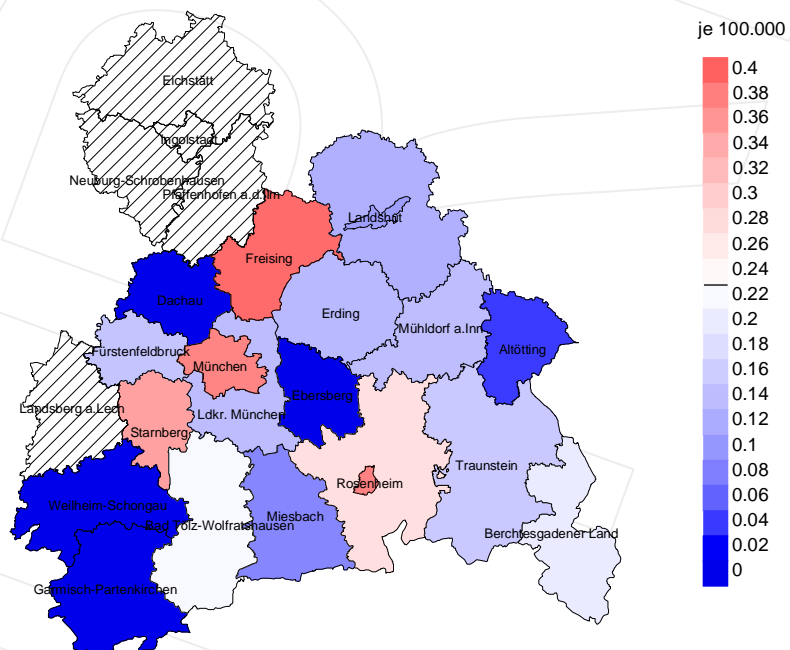 je 100.000
Eichstätt
Ingolstadt
Neuburg-Schrobenhausen
Pfaffenhofen a.d.Ilm
Landshut
Freising
Dachau
Erding
Mühldorf a.Inn
Altötting
Fürstenfeldbruck
München
Ebersberg
Landsberg a.Lech
Ldkr. München
Starnberg
Traunstein
Rosenheim
Weilheim-Schongau
Miesbach
Bad Tölz-Wolfratshausen
Berchtesgadener Land
Garmisch-Partenkirchen
0.4
0.38
0.36
0.34
0.32
0.3
0.28
0.26
0.24
0.22
0.2
0.18
0.16
0.14
0.12
0.1
0.08
0.06
0.04
0.02
0